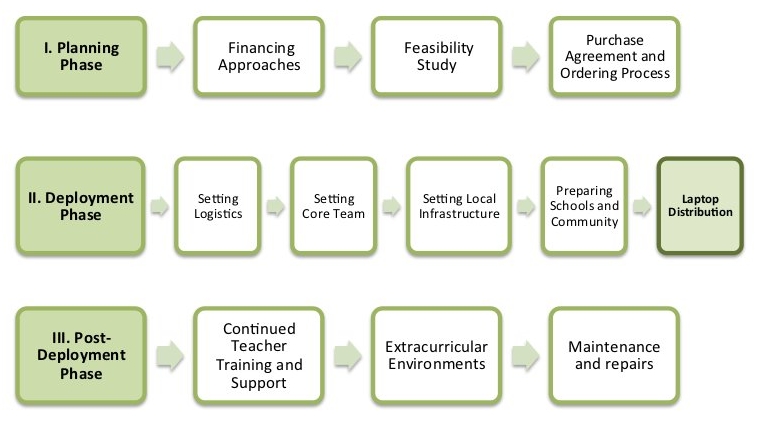 I. Planning
Phase
Financing
Approaches
Feasibility
Study
Purchase
Agreement and
Ordering Process
II. Deployment
Phase
Setting
Logistics
Setting
Core Team
Setting Local
Infrastructure
Preparing
Schools and
Community
Laptop
Distribution
III. Post-
Deployment
Phase
Continued
Teacher
Training and
Support
Extracurricular
Environments
Maintenance
and repairs